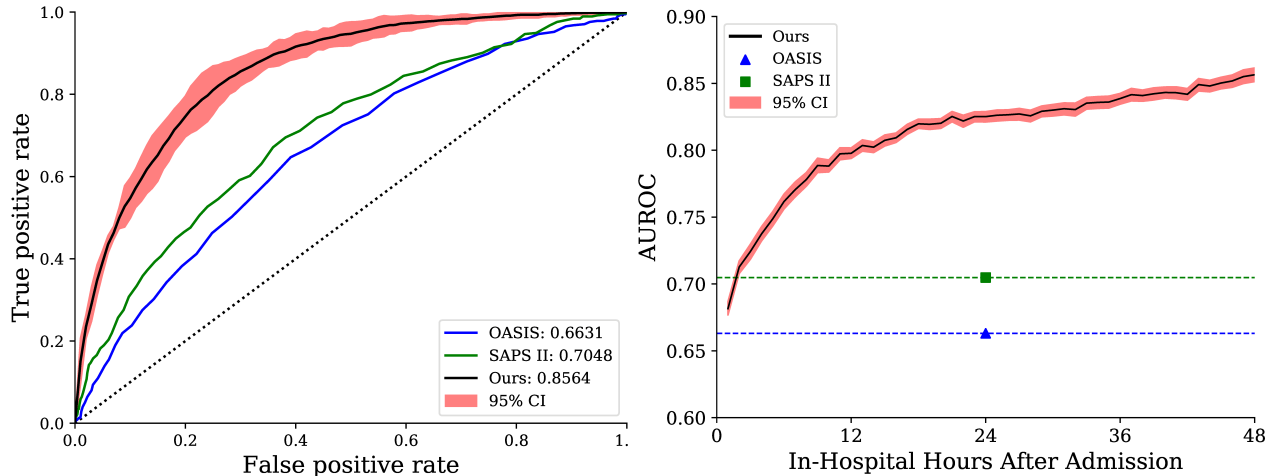 1.0
0.8
0.6
0.4
0.2
0.0
True positive rate
0.0 0.2 0.4 0.6 0.8 1.
False positive rate
OASIS: 0.6631
SAPS II: 0.7048
Ours: 0.8564
95% CI
0.90
0.85
0.80
0.75
0.70
0.65
0.60
AUROC
Ours
OASIS
SAPS II
95% CI
0 12 24 36 48
In-Hospital Hours After Admission